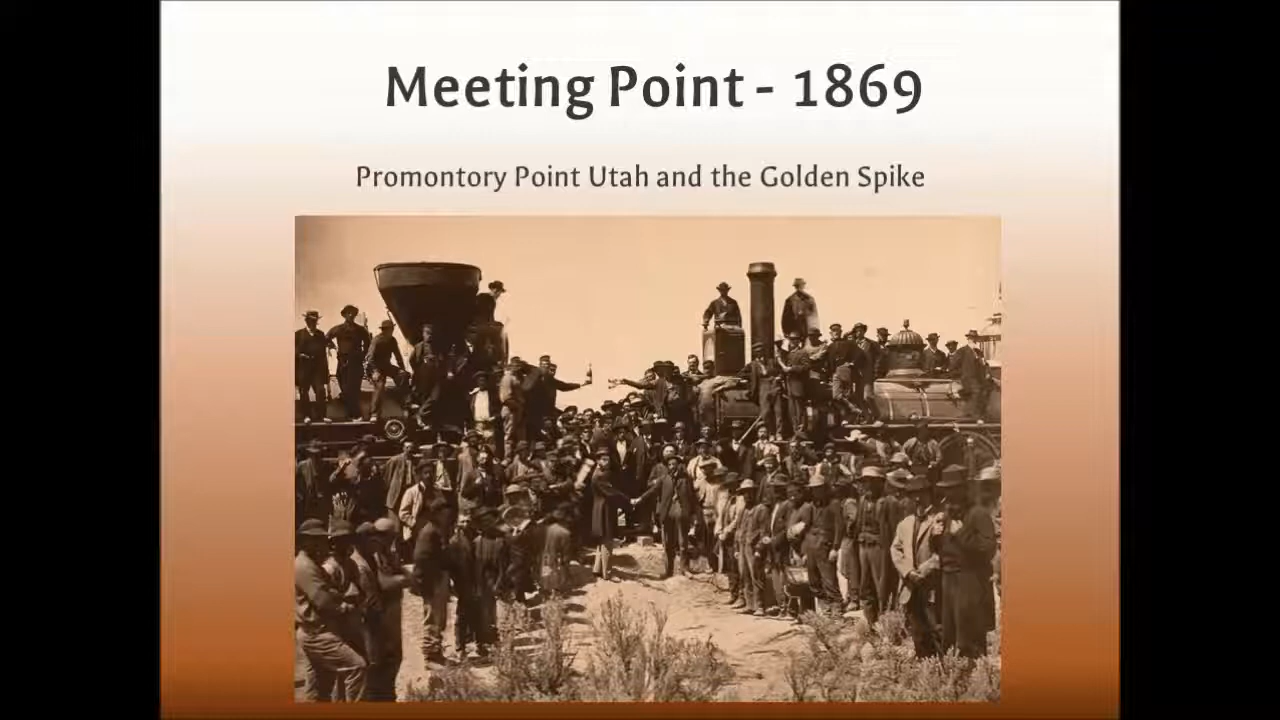 Meeting Point - 1869
Promontory Point Utah and the Golden Spike